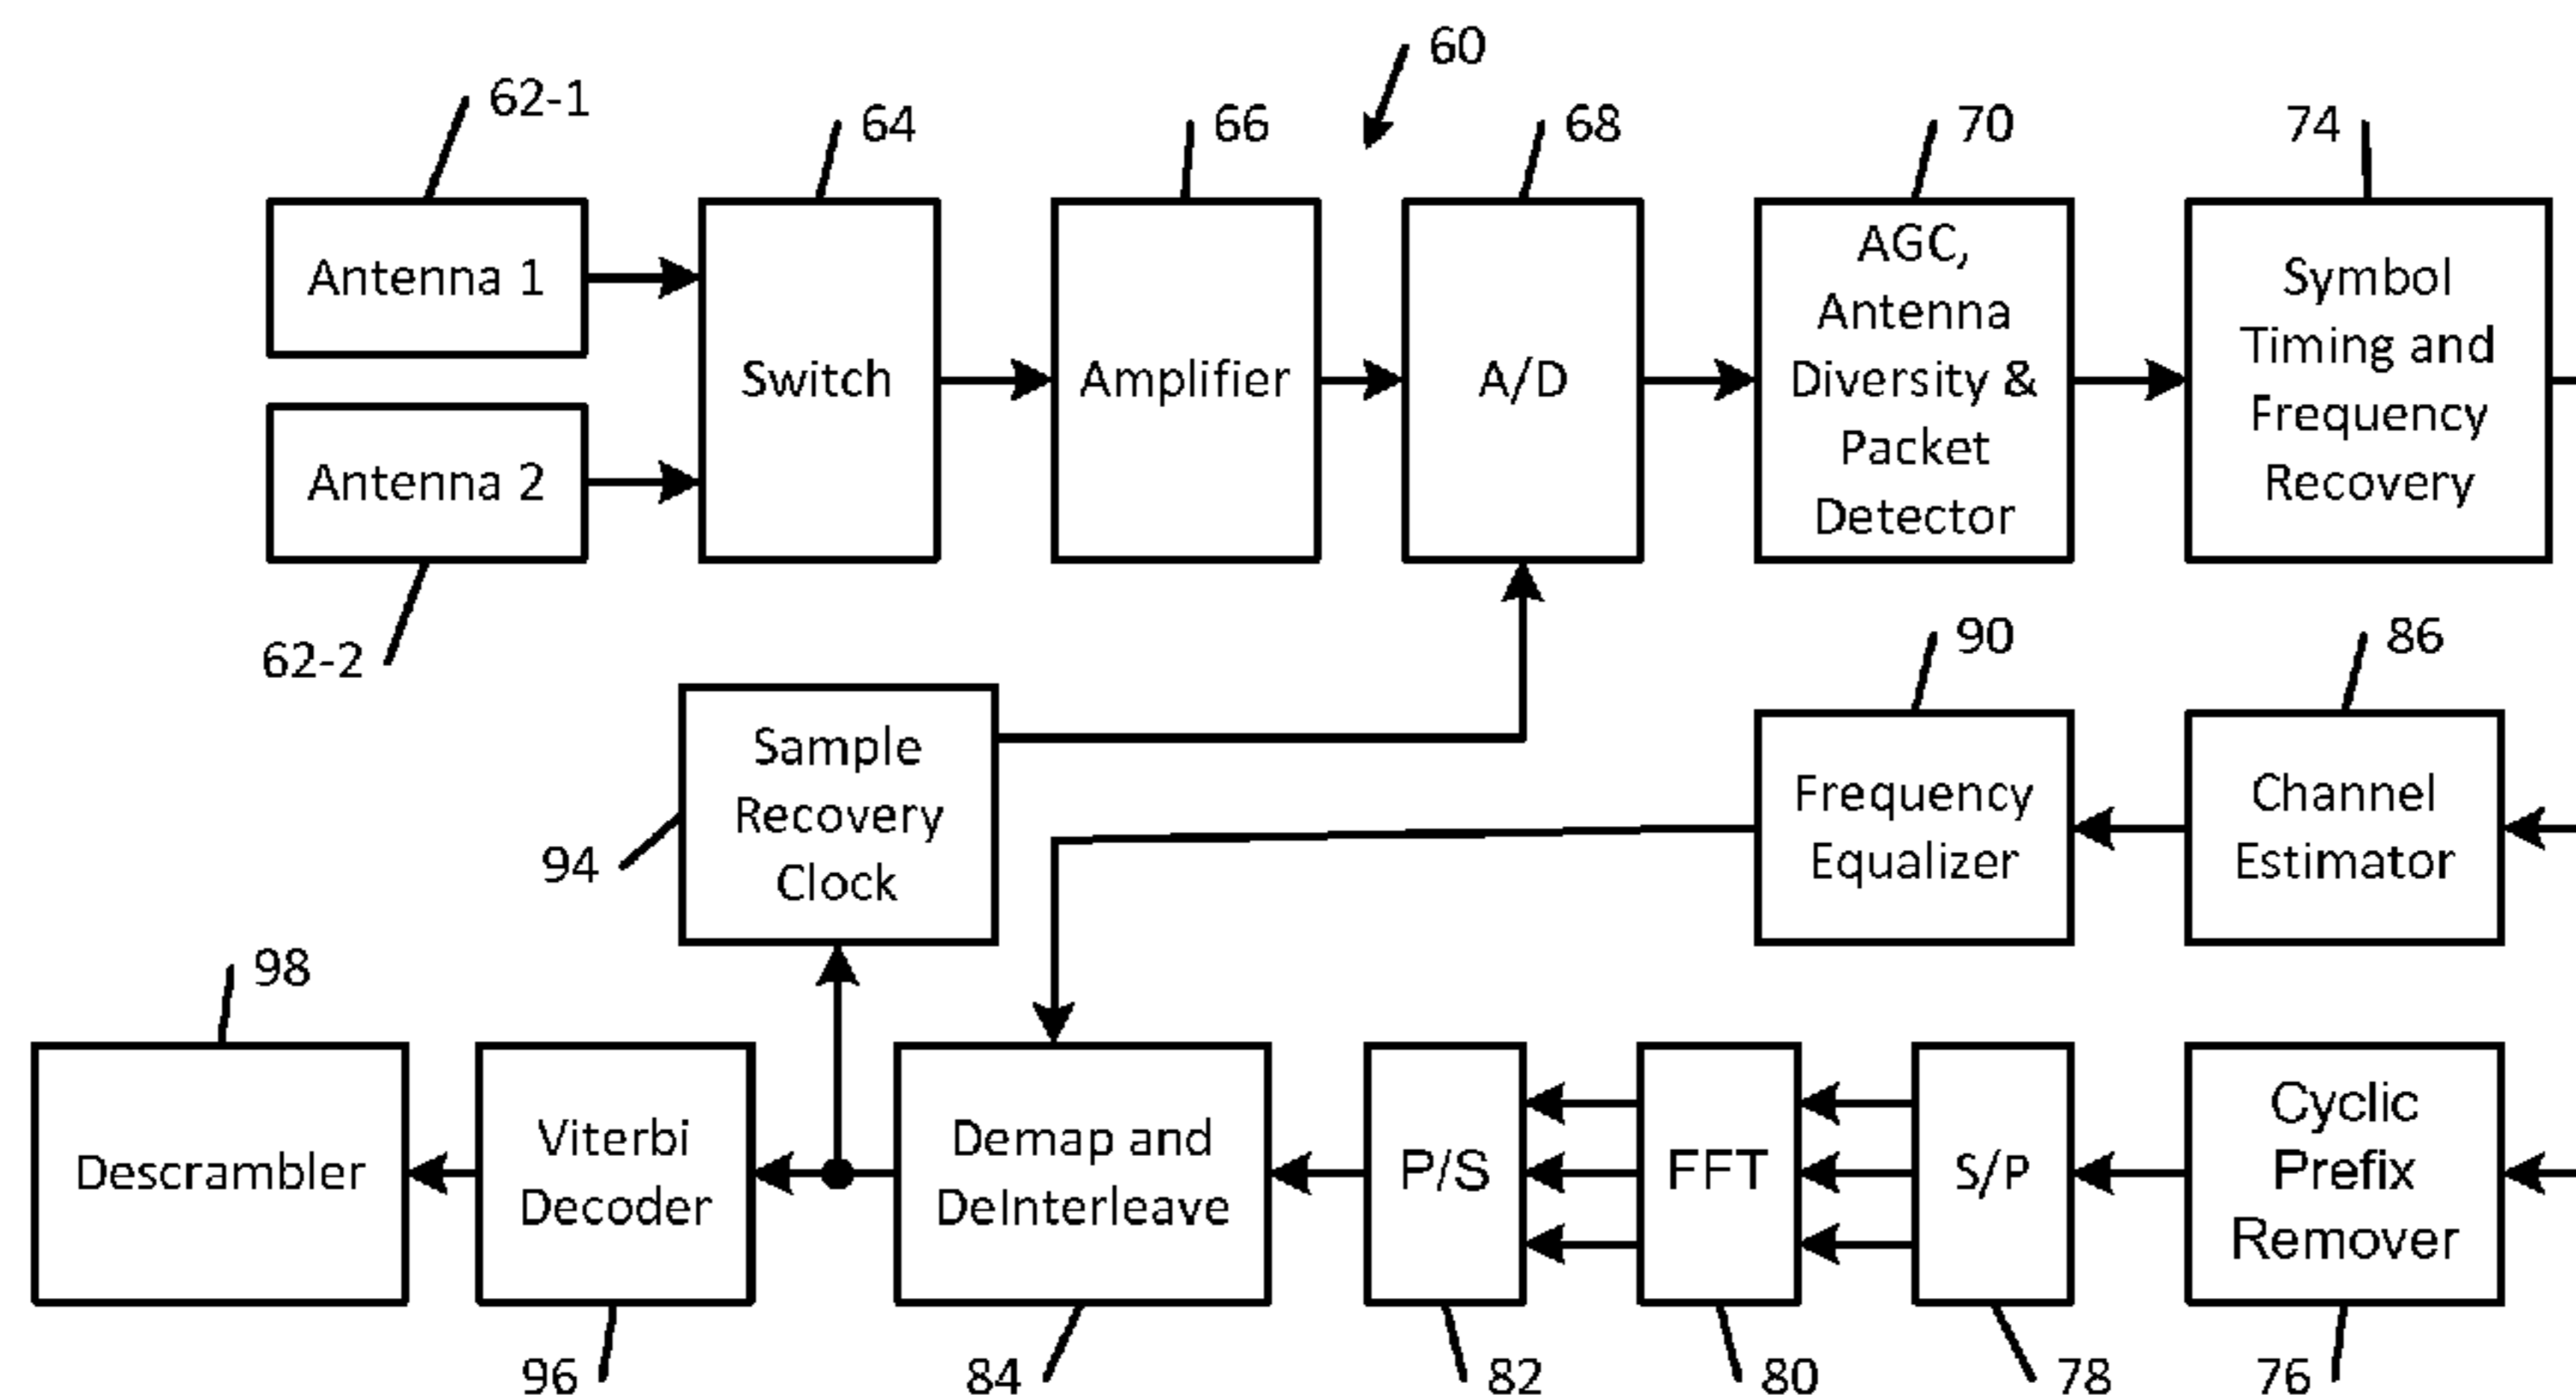 60
62-1
64
66
68
70
74
Antenna 1
Antenna 2
62-2
Switch
Amplifier
A/D
AGC,
Antenna
Diversity &
Packet
Detector
Symbol
Timing and
Frequency
Recovery
90
86
Sample
Recovery
Clock
94
Frequency
Equalizer
Channel
Estimator
98
Descrambler
Viterbi
Decoder
Demap and
DeInterleave
P/S
FFT
S/P
Cyclic
Prefix
Remover
96
84
82
80
78
76